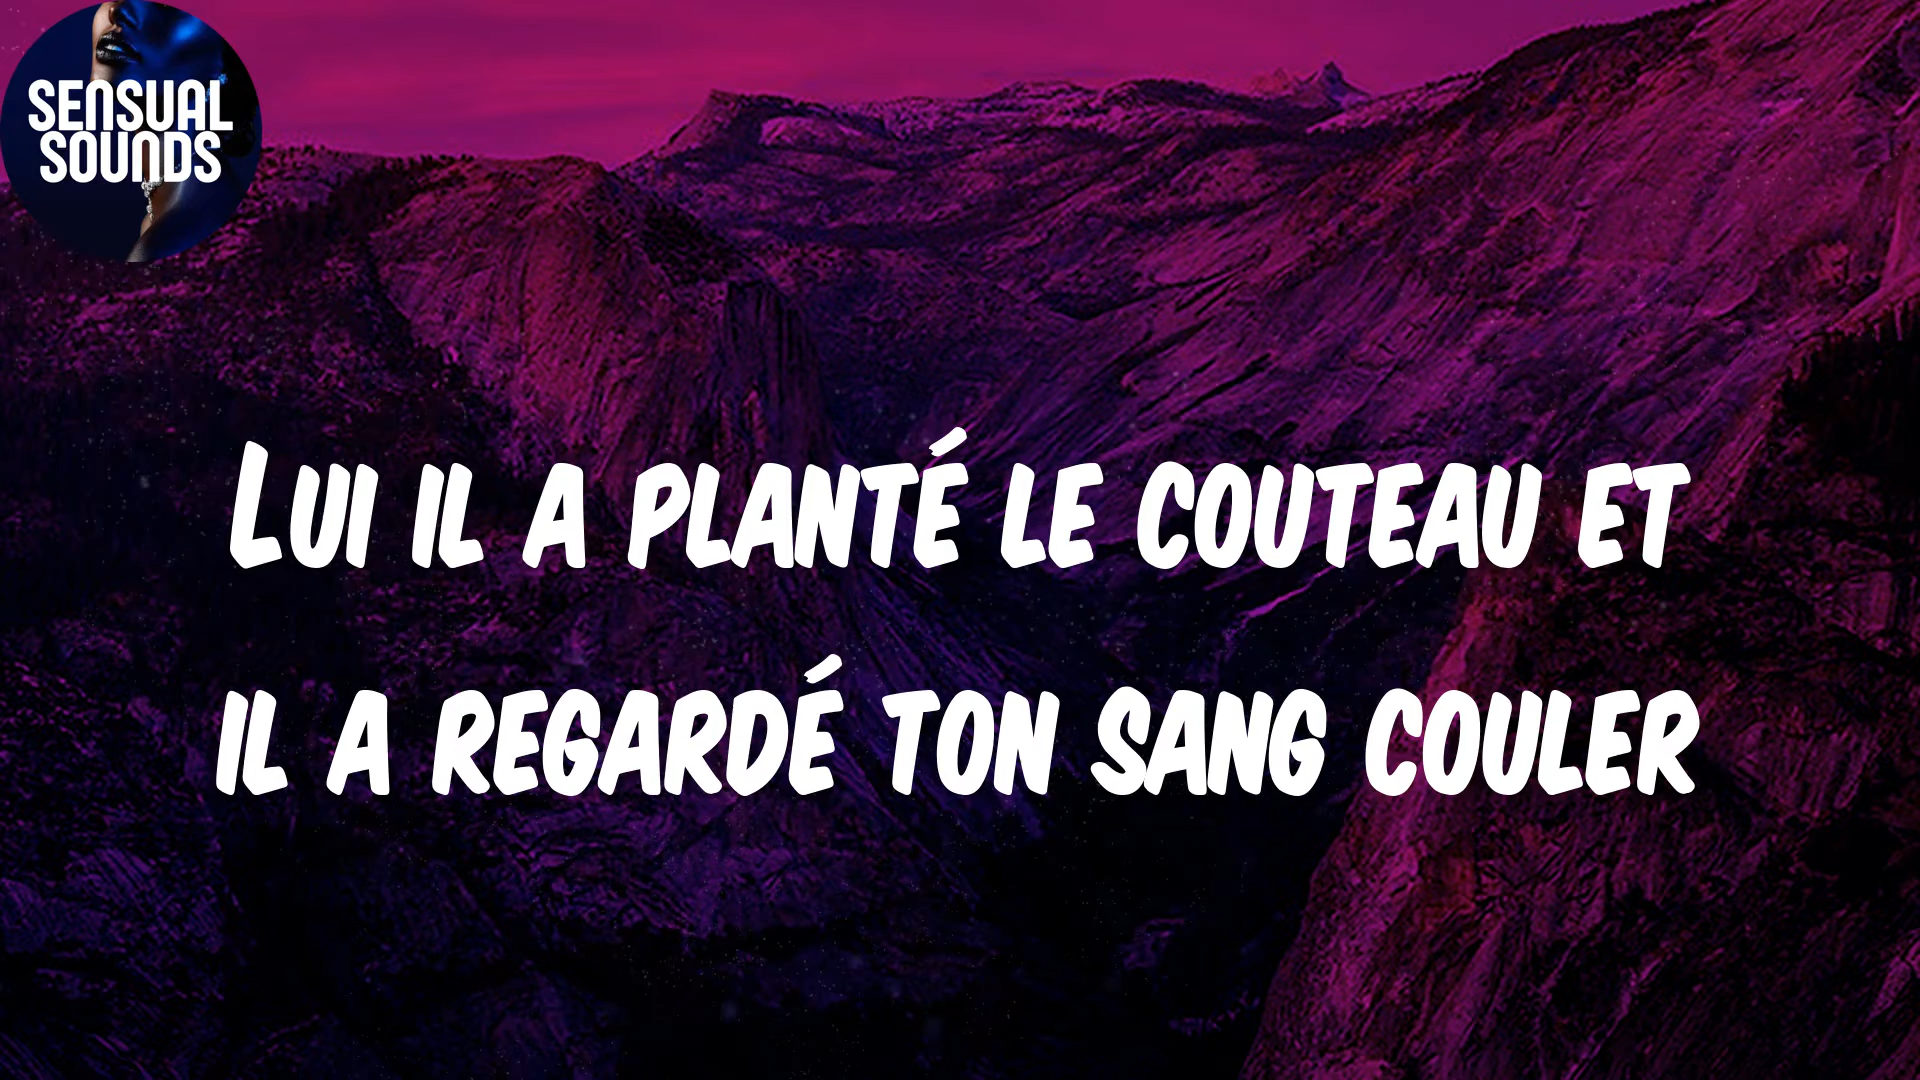 SENSUAL
SOUNDS
Lui il a planté le couteau et
il a regardé ton sang couler